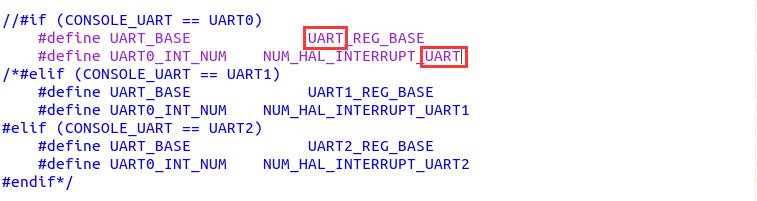 //#if (CONSOLE_UART == UART0)
    #define UART_BASE             UART_REG_BASE
    #define UART0_INT_NUM    NUM_HAL_INTERRUPT_UART
/*#elif (CONSOLE_UART == UART1)
    #define UART_BASE             UART1_REG_BASE
    #define UART0_INT_NUM    NUM_HAL_INTERRUPT_UART1
#elif (CONSOLE_UART == UART2)
    #define UART_BASE             UART2_REG_BASE
    #define UART0_INT_NUM    NUM_HAL_INTERRUPT_UART2
#endif*/